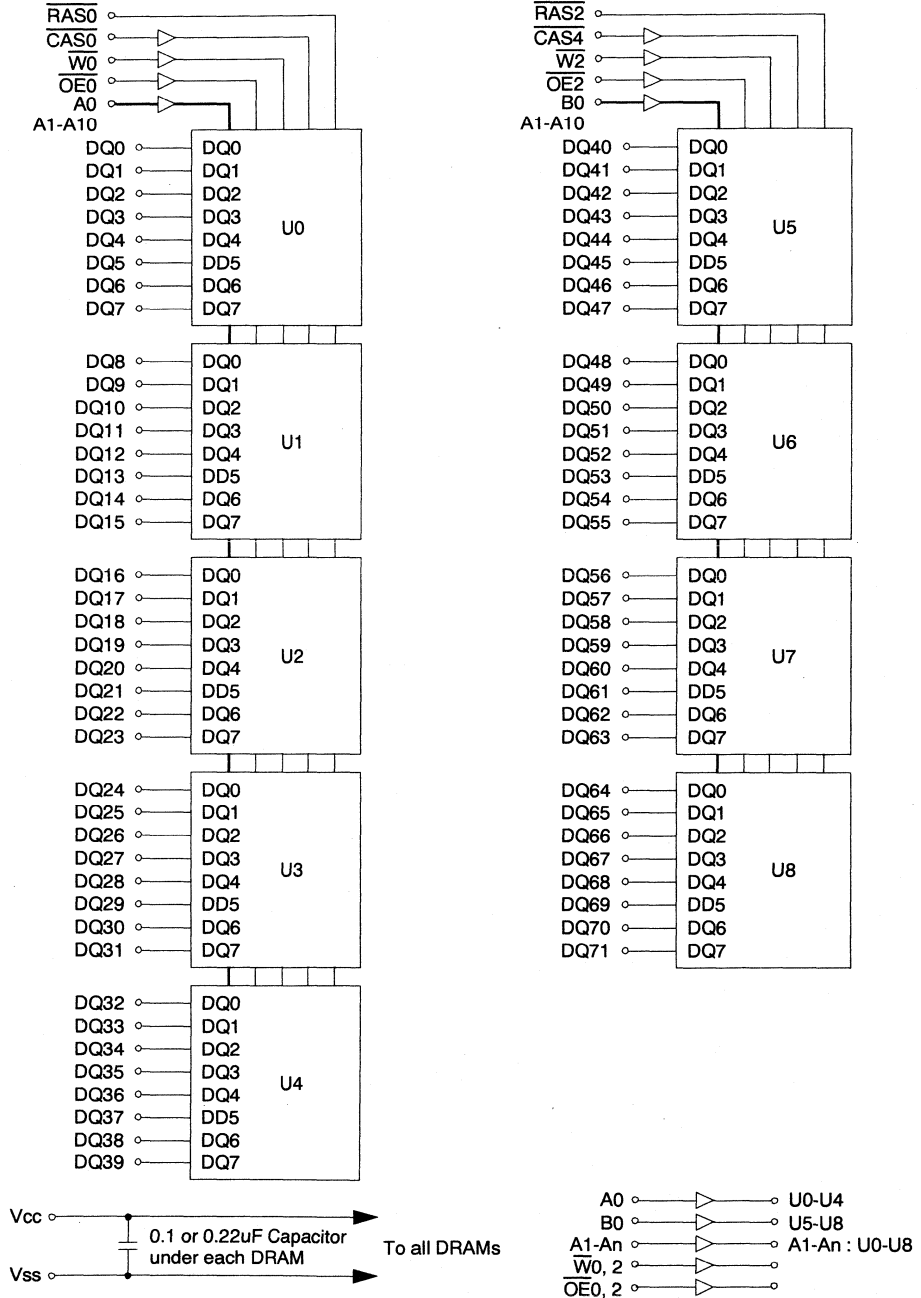 RAS0
CAS0
W0
OE0
A0
A1-A10
DQ0 DQ0
DQ1 DQ1
DQ2 DQ2
DQ3 DQ3
DQ4 DQ4
DQ5 DD5
DQ6 DQ6
DQ7 DQ7
U0
DQ8 DQ0
DQ9 DQ1
DQ10 DQ2
DQ11 DQ3
DQ12 DQ4
DQ13 DD5
DQ14 DQ6
DQ15 DQ7
U1
DQ16 DQ0
DQ17 DQ1
DQ18 DQ2
DQ19 DQ3
DQ20 DQ4
DQ21 DD5
DQ22 DQ6
DQ23 DQ7
U2
DQ24 DQ0
DQ25 DQ1
DQ26 DQ2
DQ27 DQ3
DQ28 DQ4
DQ29 DD5
DQ30 DQ6
DQ31 DQ7
U3
DQ32 DQ0
DQ33 DQ1
DQ34 DQ2
DQ35 DQ3
DQ36 DQ4
DQ37 DD5
DQ38 DQ6
DQ39 DQ7
U4
RAS2
CAS4
W2
OE2
B0
A1-A10
DQ40 DQ0
DQ41 DQ1
DQ42 DQ2
DQ43 DQ3
DQ44 DQ4
DQ45 DD5
DQ46 DQ6
DQ47 DQ7
U5
DQ48 DQ0
DQ49 DQ1
DQ50 DQ2
DQ51 DQ3
DQ52 DQ4
DQ53 DD5
DQ54 DQ6
DQ55 DQ7
U6
DQ56 DQ0
DQ57 DQ1
DQ58 DQ2
DQ59 DQ3
DQ60 DQ4
DQ61 DD5
DQ62 DQ6
DQ63 DQ7
U7
DQ64 DQ0
DQ65 DQ1
DQ66 DQ2
DQ67 DQ3
DQ68 DQ4
DQ69 DD5
DQ70 DQ6
DQ71 DQ7
U8
Vcc
0.1 or 0.22uF Capacitor
under each DRAM
To all DRAMs
Vss
A0 U0-U4
B0 U5-U8
A1-An A1-An : U0-U8
W0, 2
OE0, 2